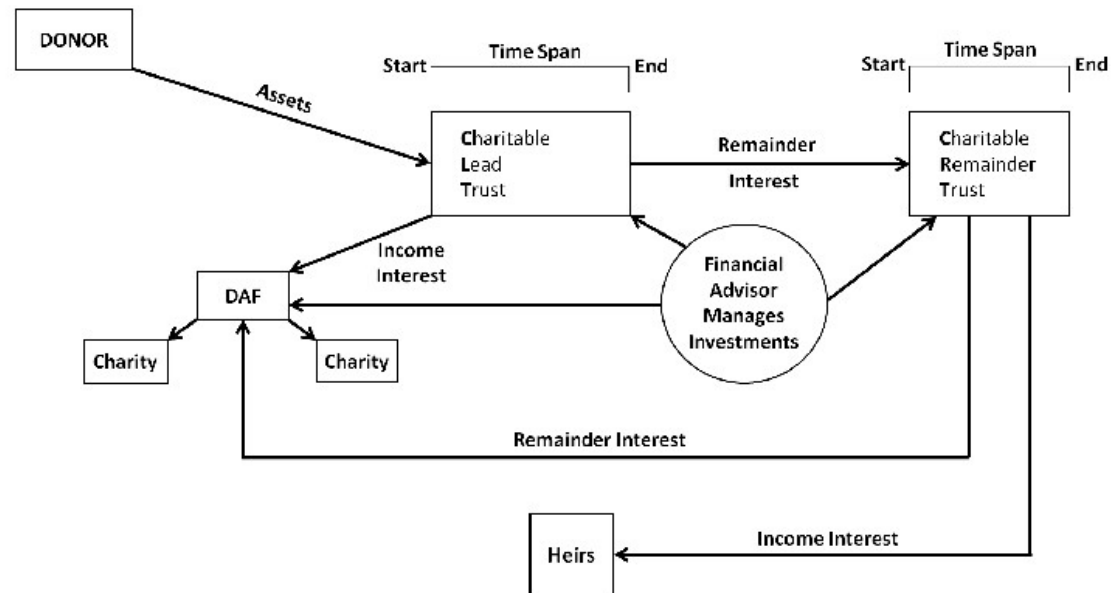 DONOR
Assets
Time Span
Start
End
Charitable
Lead
Trust
Remainder
Interest
Time Span
Start
End
Charitable
Remainder
Trust
Income
Interest
Financial
Advisor
Manages
Investments
DAF
Charity
Charity
Remainder Interest
Heirs
Income Interest